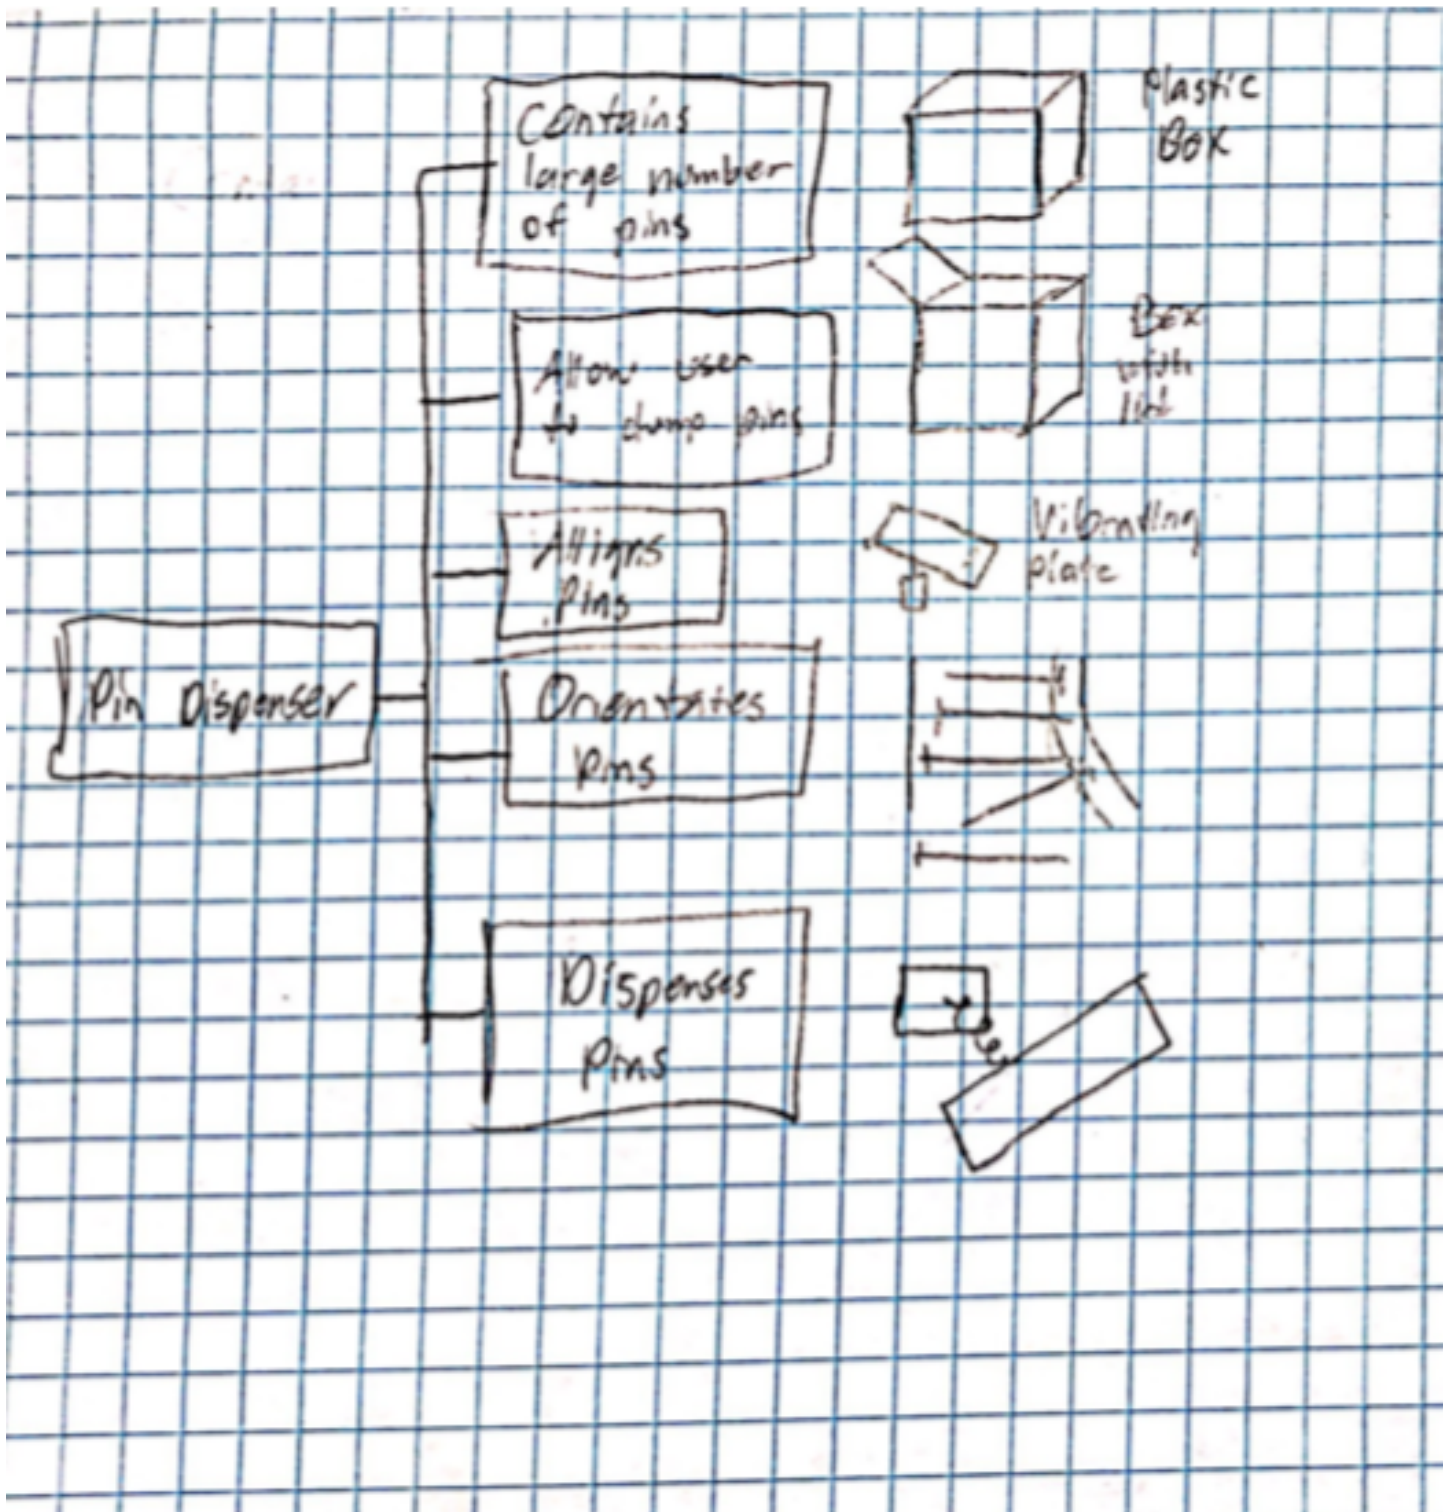 Contains
large number
of pins
Plastic
Box
Allow user
to dump pins
Box
with
lid
Alligns
Pins
Vibrating
Plate
Pin Dispenser
Orientates
Pins
Dispenses
Pins